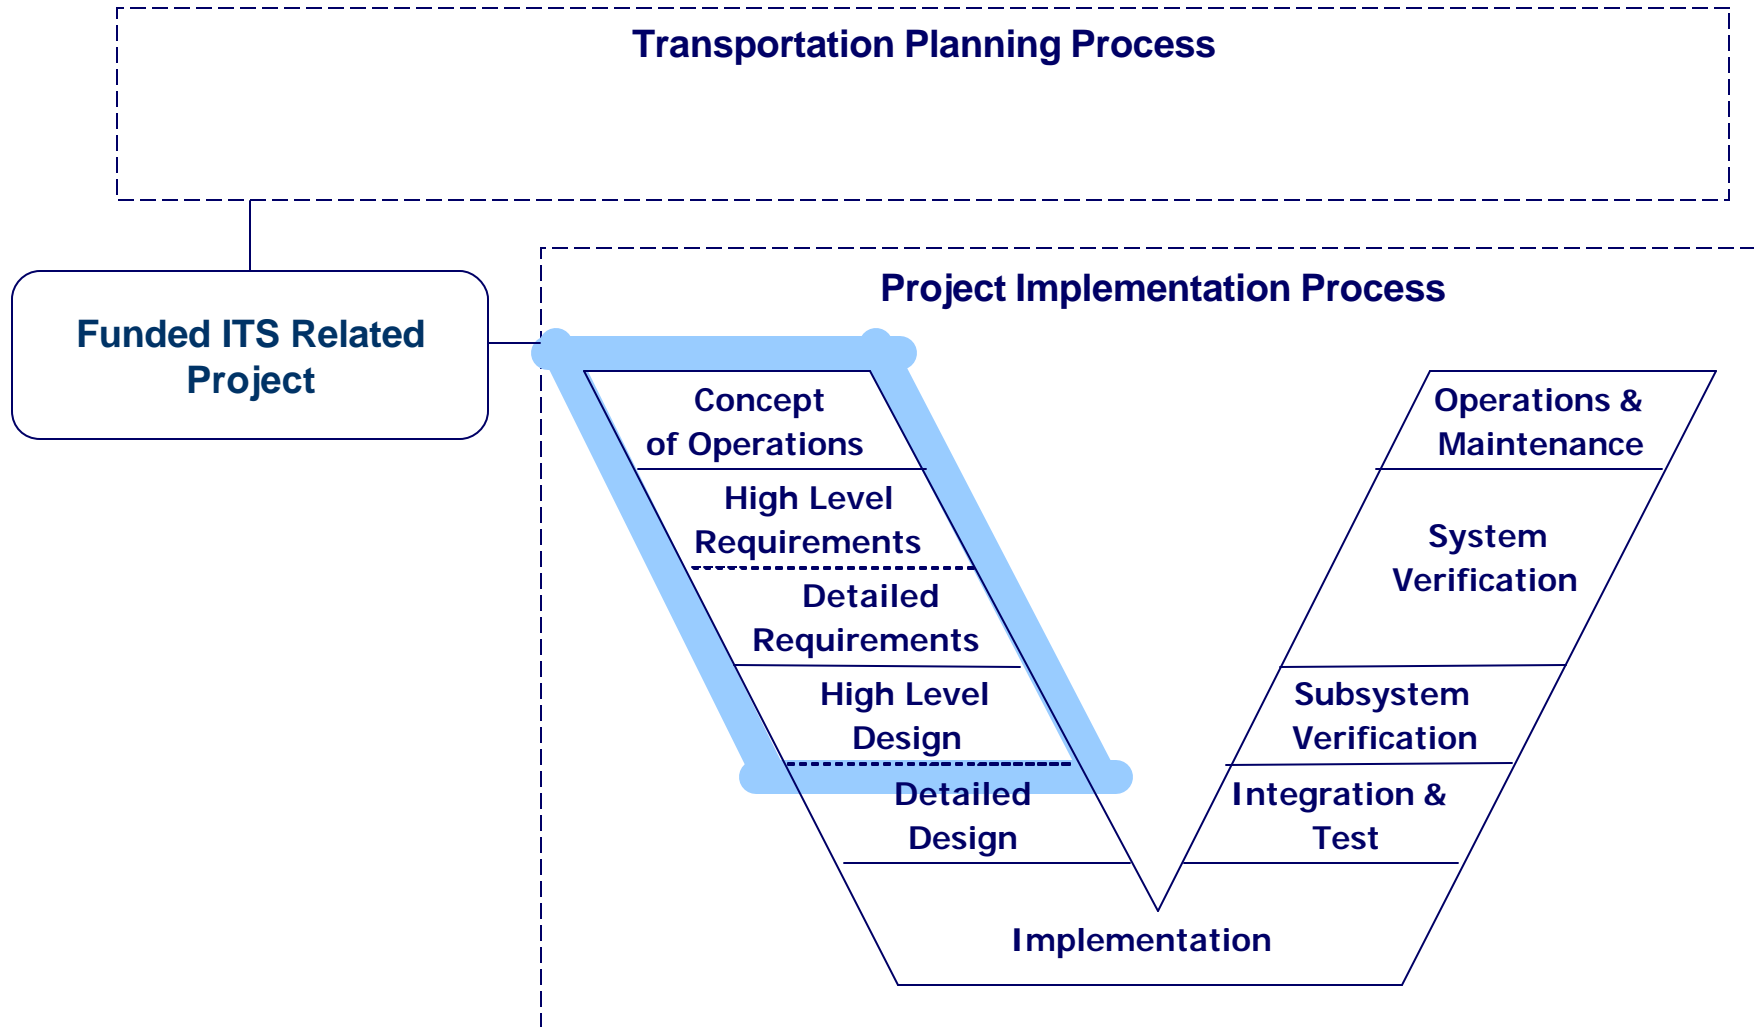 Transportation Planning Process
Project Implementation Process
Funded ITS Related
Project
Concept
of Operations
High Level
Requirements
Detailed
Requirements
High Level
Design
Detailed
Design
Implementation
Operations &
Maintenance
System
Verification
Subsystem
Verification
Integration &
Test